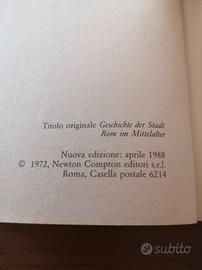 Titolo originale Geschichte der Stadt
Rom im Mittelalter
Nuova edizione: aprile 1988
© 1972, Newton Compton editori s.r.l.
Roma, Casella postale 6214
subito